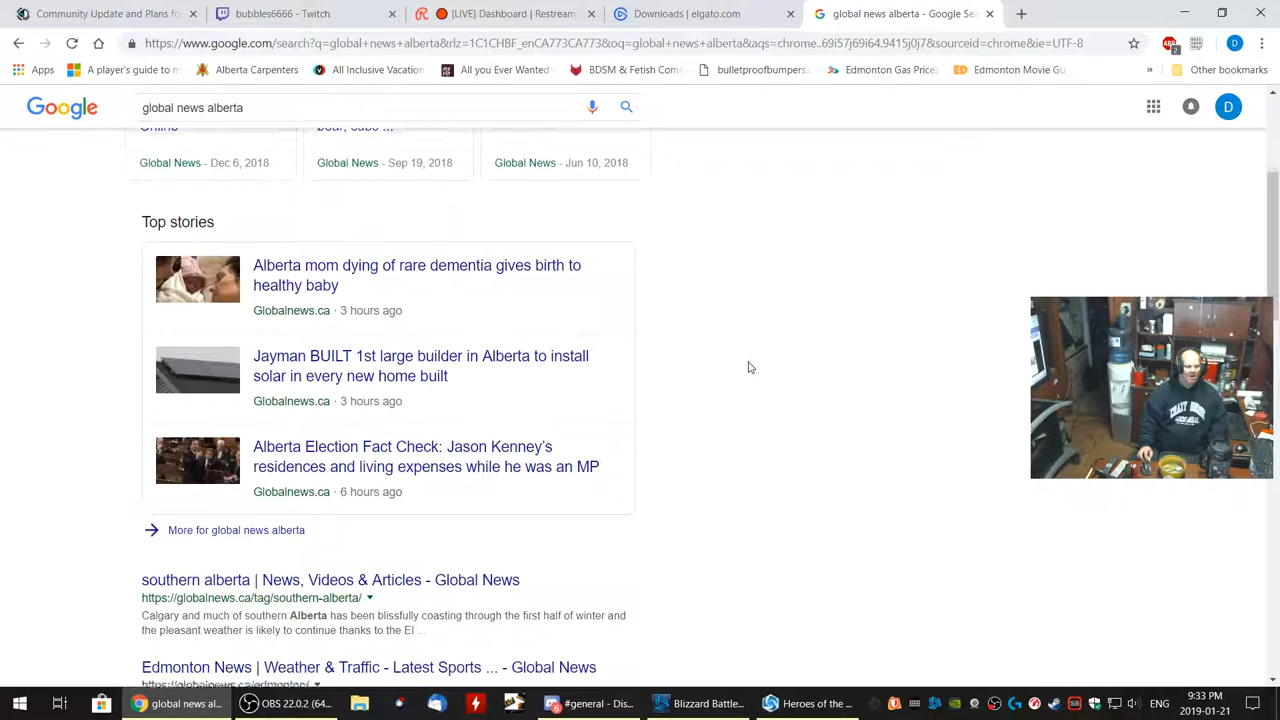 Community Update and Plans fo
bubbles6666 - Twitch
[LIVE] Dashboard | Restream
Downloads | elgato.com
global news alberta - Google Sea
https://www.google.com/search?q=global+news+alberta&rlz=1C1CHBF_enCA773CA773&oq=global+news+alberta&aqs=chrome..69i57j69i64.9415j0j7&sourceid=chrome&ie=UTF-8
Apps
A player's guide to m
Alberta Carpenters
All Inclusive Vacation
All you Ever Wanted
BDSM & Fetish Comm
bulletproofbumpers.c
Edmonton Gas Prices
Edmonton Movie Gu
»
Other bookmarks
Google
global news alberta
D
Online
bear, cubs ...
Global News - Dec 6, 2018
Global News - Sep 19, 2018
Global News - Jun 10, 2018
Top stories
Alberta mom dying of rare dementia gives birth to
healthy baby
Globalnews.ca · 3 hours ago
Jayman BUILT 1st large builder in Alberta to install
solar in every new home built
Globalnews.ca · 3 hours ago
Alberta Election Fact Check: Jason Kenney's
residences and living expenses while he was an MP
Globalnews.ca · 6 hours ago
More for global news alberta
southern alberta | News, Videos & Articles - Global News
https://globalnews.ca/tag/southern-alberta/
Calgary and much of southern Alberta has been blissfully coasting through the first half of winter and
the pleasant weather is likely to continue thanks to the El ...
Edmonton News | Weather & Traffic - Latest Sports ... - Global News
https://globalnews.ca/edmonton/
global news al...
OBS 22.0.2 (64...
#general - Dis...
Blizzard Battle...
Heroes of the ...
ENG
9:33 PM
2019-01-21